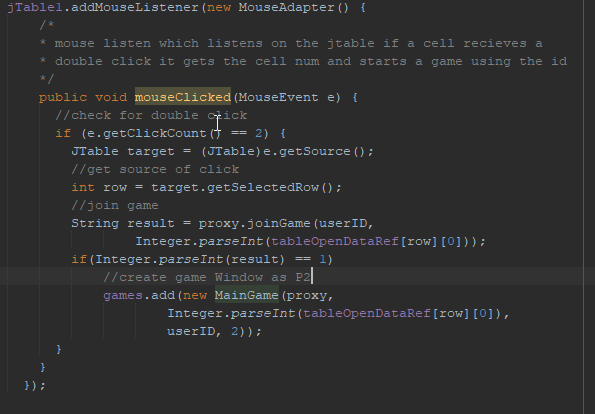 jTable1.addMouseListener(new MouseAdapter() {
/*
* mouse listen which listens on the jtable if a cell recieves a
* double click it gets the cell num and starts a game using the id
*/
public void mouseClicked(MouseEvent e) {
//check for double click
if (e.getClickCount() == 2) {
JTable target = (JTable)e.getSource();
//get source of click
int row = target.getSelectedRow();
//join game
String result = proxy.joinGame(userID,
Integer.parseInt(tableOpenDataRef[row][0]));
if(Integer.parseInt(result) == 1)
//create game Window as P2
games.add(new MainGame(proxy,
Integer.parseInt(tableOpenDataRef[row][0]),
userID, 2));
}
}
});